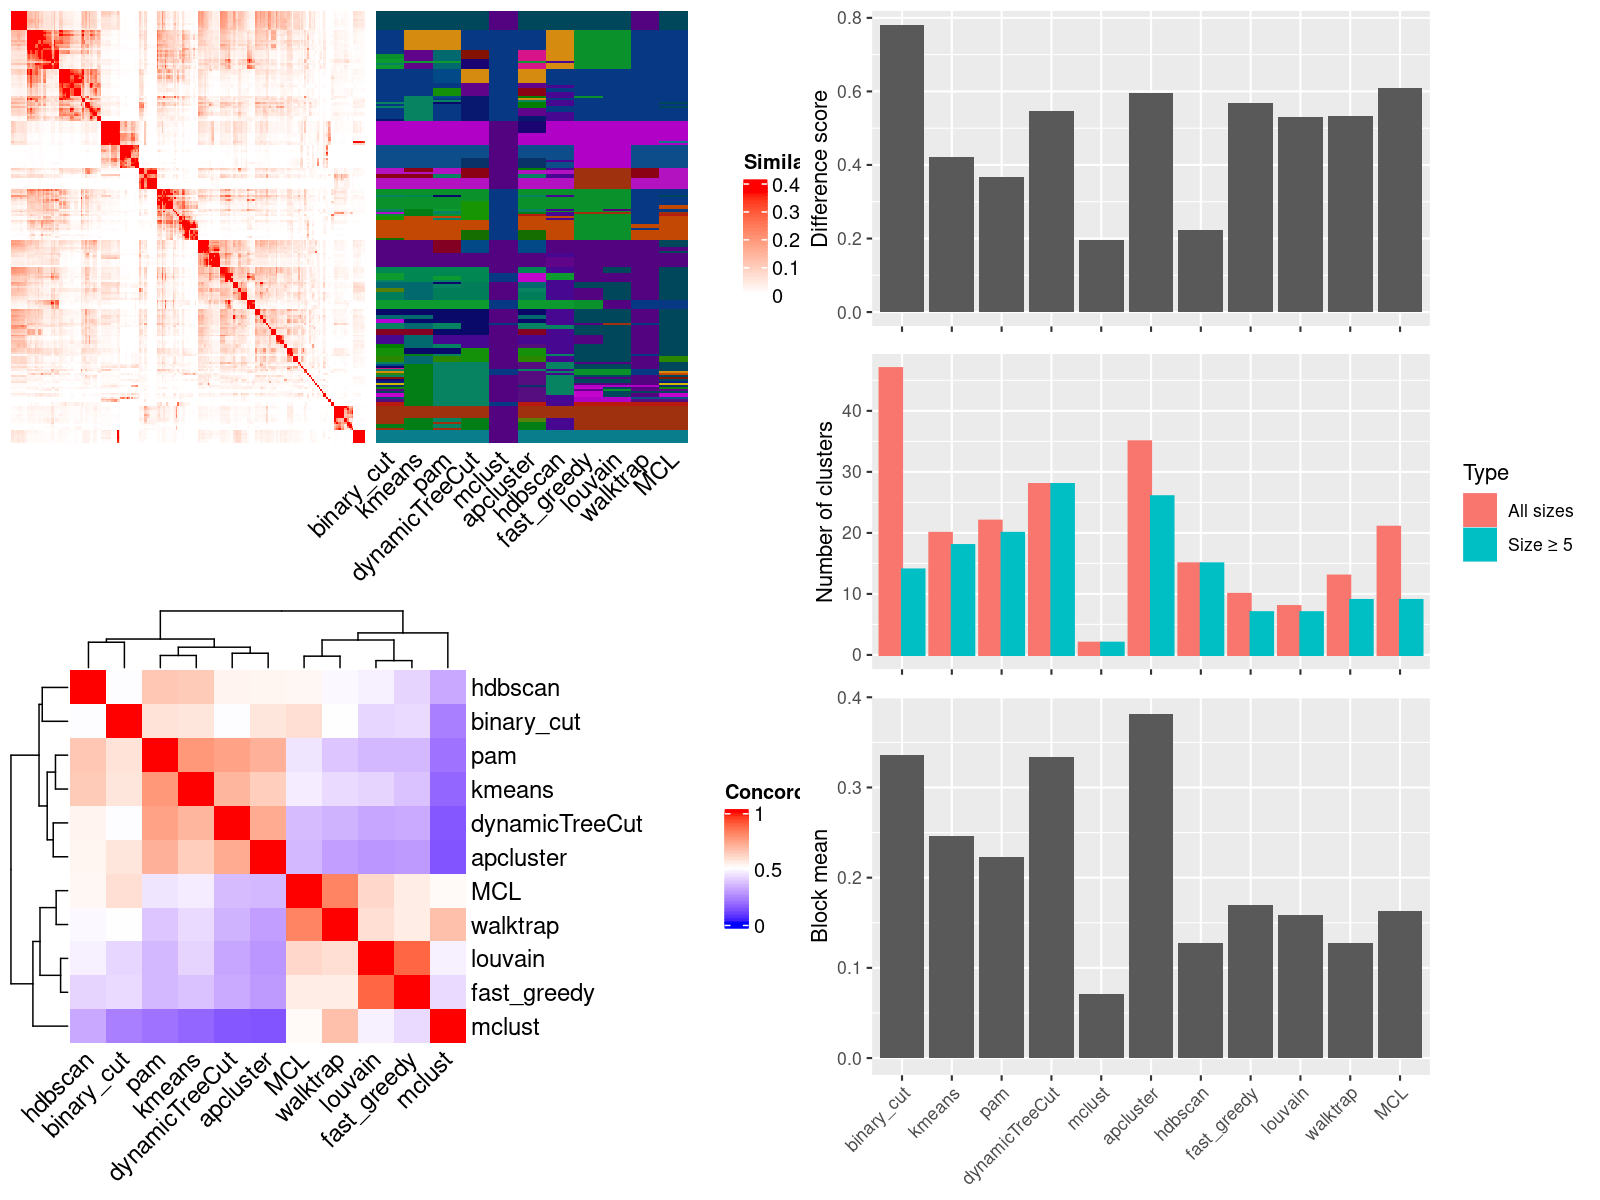 Simila
0.4
0.3
0.2
0.1
0
binary_cut
kmeans
pam
dynamicTreeCut
mclust
apcluster
hdbscan
fast_greedy
louvain
walktrap
MCL
hdbscan
binary_cut
pam
kmeans
dynamicTreeCut
apcluster
MCL
walktrap
louvain
fast_greedy
mclust
hdbscan
binary_cut
pam
kmeans
dynamicTreeCut
apcluster
MCL
walktrap
louvain
fast_greedy
mclust
Concord
1
0.5
0
Difference score
0.8
0.6
0.4
0.2
0.0
Number of clusters
40
30
20
10
0
Type
All sizes
Size ≥ 5
Block mean
0.4
0.3
0.2
0.1
0.0
binary_cut
kmeans
pam
dynamicTreeCut
mclust
apcluster
hdbscan
fast_greedy
louvain
walktrap
MCL